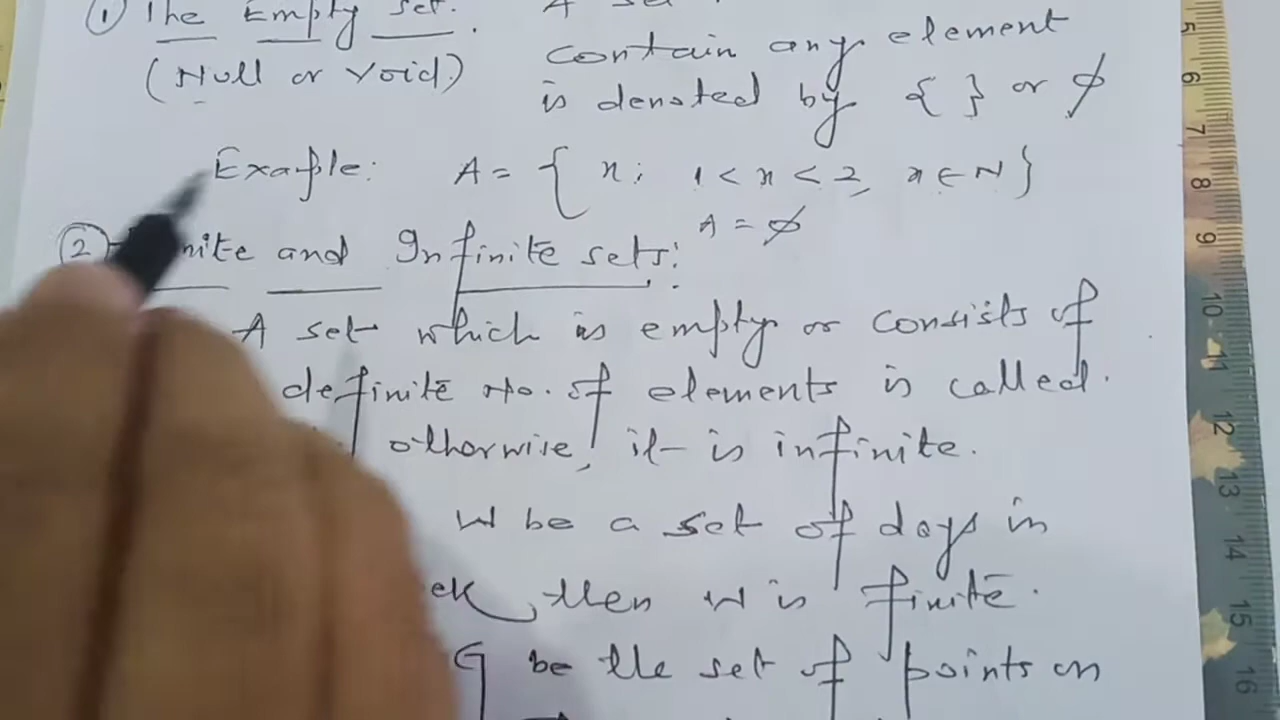 ① The Empty set. A set
(Null or Void) contain any element
is denoted by { } or ϕ
Example: A = { x; 1 < x < 2, x ∈ N }
A = ϕ
② nite and Infinite sets:
A set which is empty or consists of
definite no. of elements is called.
otherwise, it is infinite.
W be a set of days in
ek, then W is finite.
G be the set of points on
5
6
7
8
9
10
11
12
13
14
15
16